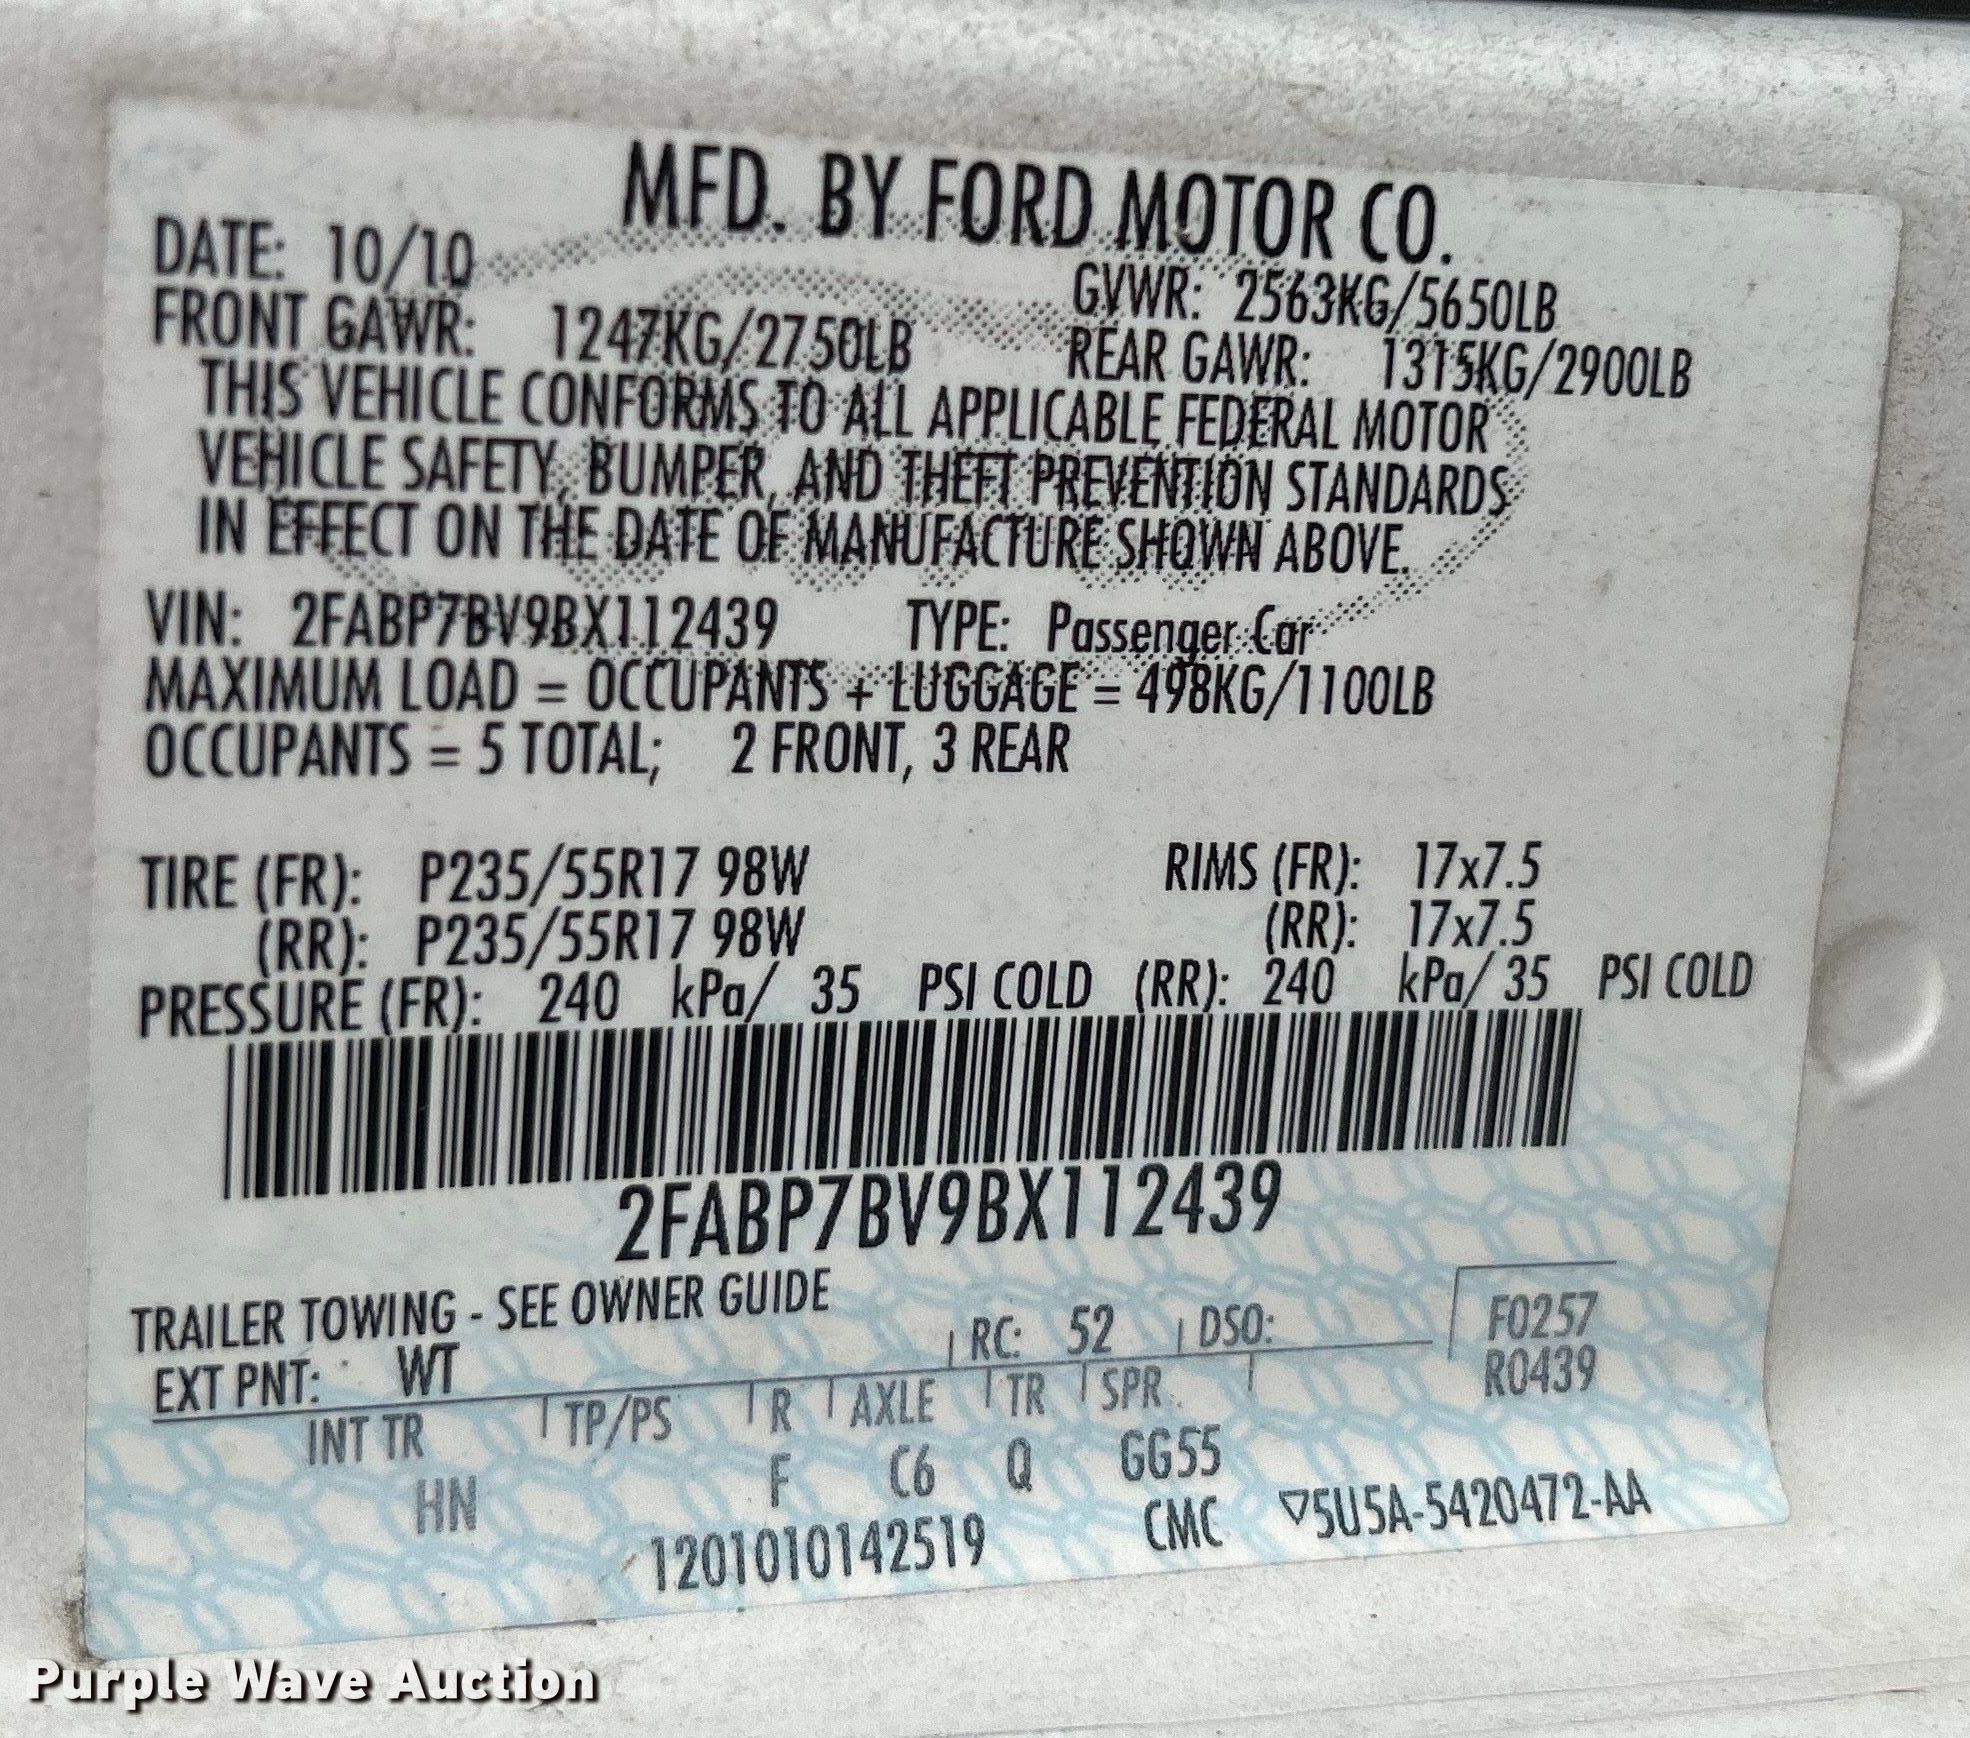 MFD. BY FORD MOTOR CO.
DATE: 10/10
GVWR: 2563KG/5650LB
FRONT GAWR: 1247KG/2750LB
REAR GAWR: 1315KG/2900LB
THIS VEHICLE CONFORMS TO ALL APPLICABLE FEDERAL MOTOR
VEHICLE SAFETY, BUMPER, AND THEFT PREVENTION STANDARDS
IN EFFECT ON THE DATE OF MANUFACTURE SHOWN ABOVE.
VIN: 2FABP7BV9BX112439 TYPE: Passenger Car
MAXIMUM LOAD = OCCUPANTS + LUGGAGE = 498KG/1100LB
OCCUPANTS = 5 TOTAL; 2 FRONT, 3 REAR
TIRE (FR): P235/55R17 98W RIMS (FR): 17x7.5
(RR): P235/55R17 98W (RR): 17x7.5
PRESSURE (FR): 240 kPa/ 35 PSI COLD (RR): 240 kPa/ 35 PSI COLD
2FABP7BV9BX112439
TRAILER TOWING - SEE OWNER GUIDE
EXT PNT: WT RC: 52 DSO: F0257
R0439
INT TR TP/PS R AXLE TR SPR
HN F C6 Q GG55
1201010142519 CMC ▽5U5A-5420472-AA
Purple Wave Auction